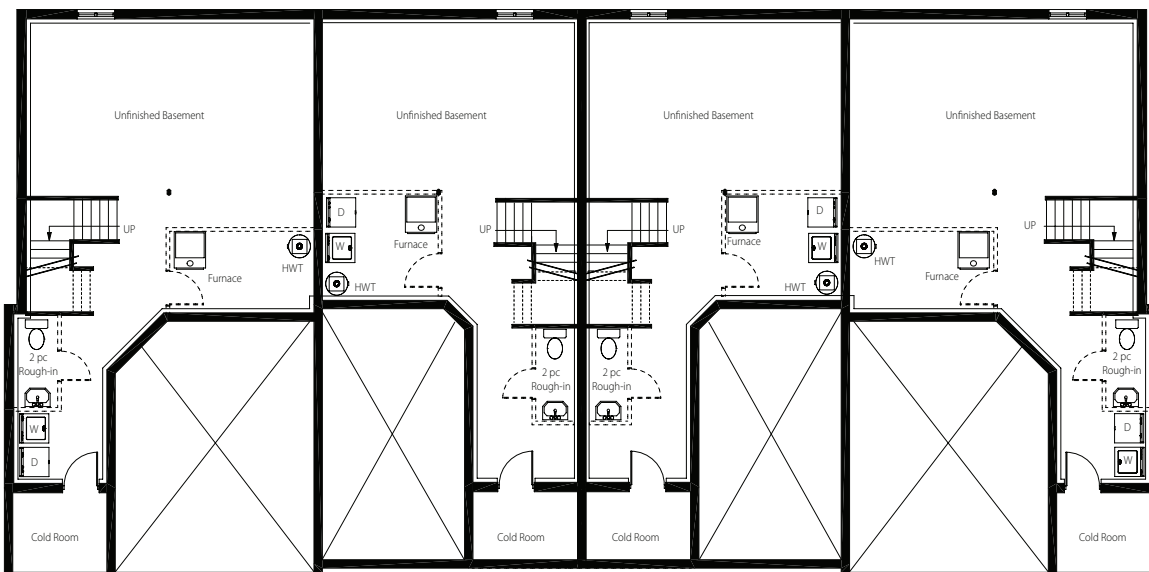 Unfinished Basement
Unfinished Basement
Unfinished Basement
Unfinished Basement
UP
Furnace
HWT
2 pc
Rough-in
W
D
Cold Room
D
W
HWT
Furnace
UP
2 pc
Rough-in
Cold Room
UP
2 pc
Rough-in
Furnace
D
W
HWT
Cold Room
HWT
Furnace
UP
2 pc
Rough-in
D
W
Cold Room